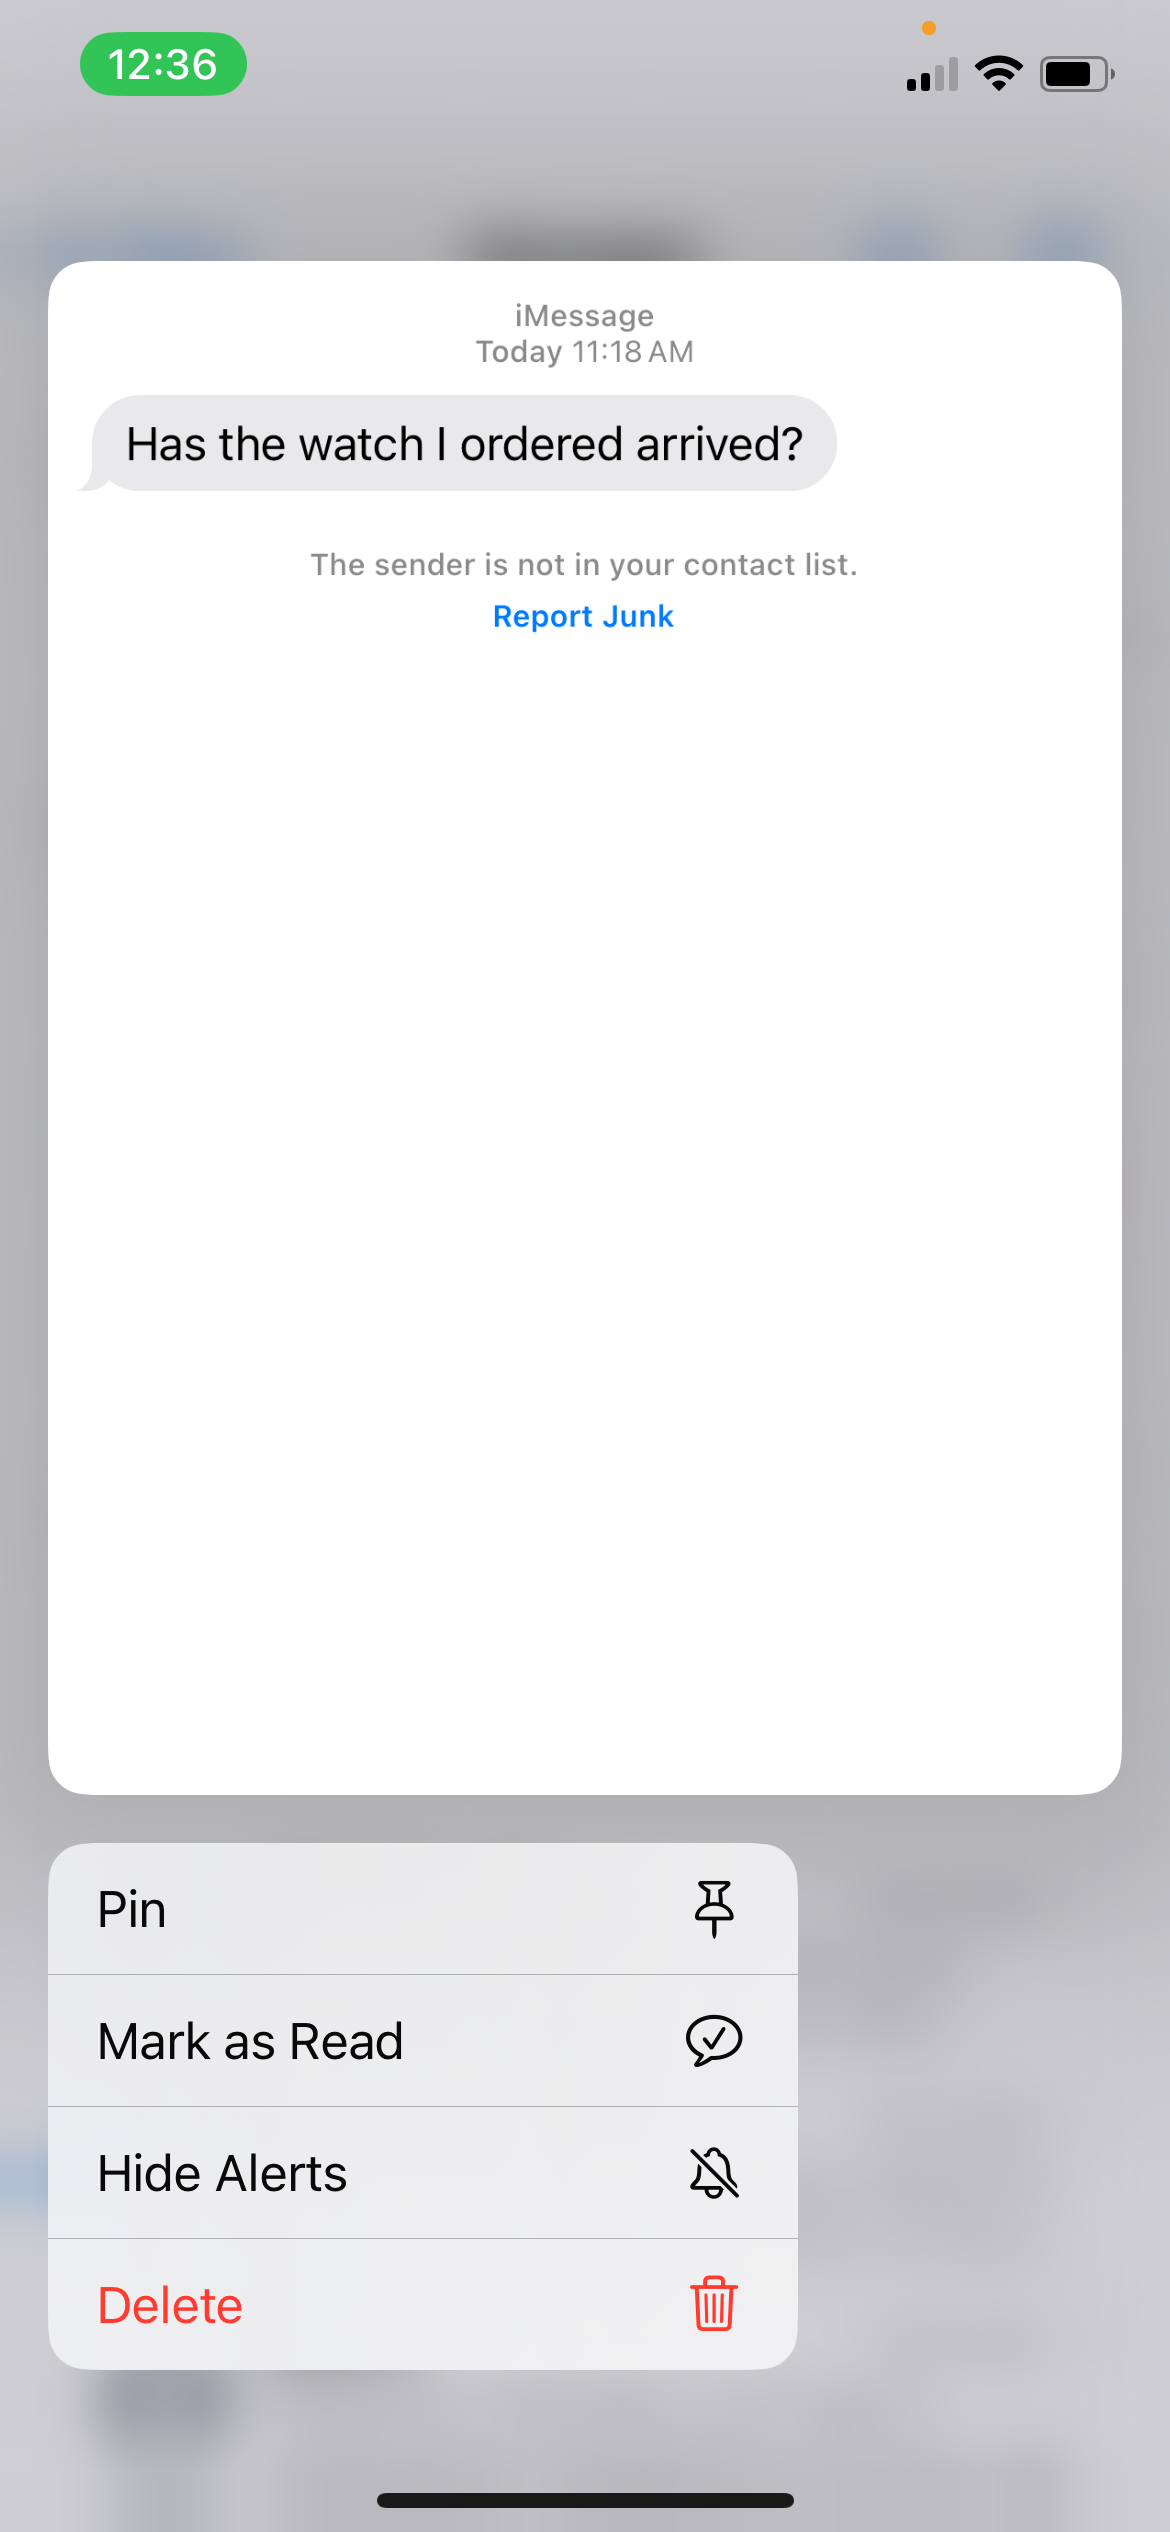 12:36
iMessage
Today 11:18 AM
Has the watch I ordered arrived?
The sender is not in your contact list.
Report Junk
Pin
Mark as Read
Hide Alerts
Delete